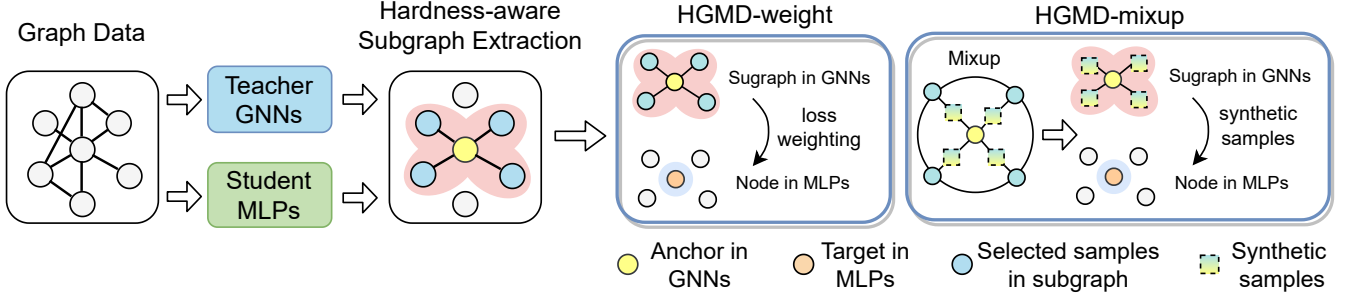 Graph Data
Teacher
GNNs
Student
MLPs
Hardness-aware
Subgraph Extraction
HGMD-weight
Sugraph in GNNs
loss
weighting
Node in MLPs
HGMD-mixup
Mixup
Sugraph in GNNs
synthetic
samples
Node in MLPs
Anchor in
GNNs
Target in
MLPs
Selected samples
in subgraph
Synthetic
samples